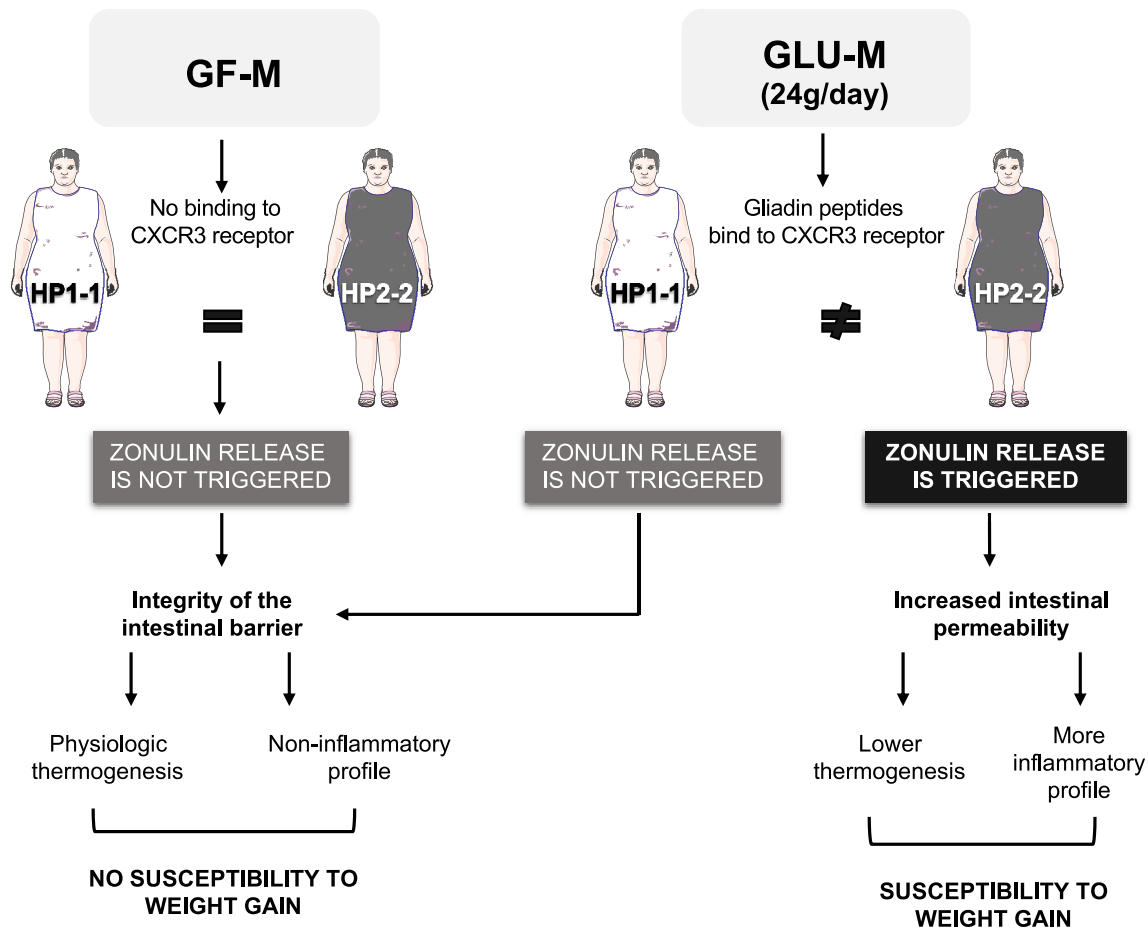 GF-M
GLU-M
(24g/day)
No binding to
CXCR3 receptor
Gliadin peptides
bind to CXCR3 receptor
HP1-1
HP2-2
HP1-1
HP2-2
=
≠
ZONULIN RELEASE
IS NOT TRIGGERED
ZONULIN RELEASE
IS NOT TRIGGERED
ZONULIN RELEASE
IS TRIGGERED
Integrity of the
intestinal barrier
Increased intestinal
permeability
Physiologic
thermogenesis
Non-inflammatory
profile
Lower
thermogenesis
More
inflammatory
profile
NO SUSCEPTIBILITY TO
WEIGHT GAIN
SUSCEPTIBILITY TO
WEIGHT GAIN